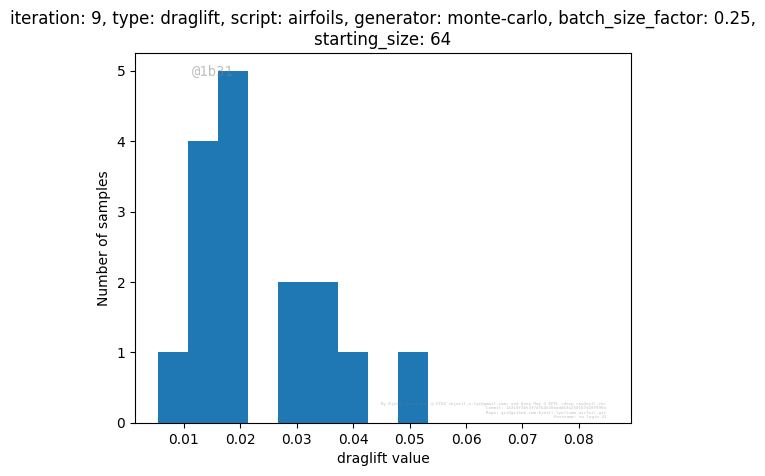 iteration: 9, type: draglift, script: airfoils, generator: monte-carlo, batch_size_factor: 0.25,
starting_size: 64
@1b31
5
4
3
2
1
0
Number of samples
0.01 0.02 0.03 0.04 0.05 0.06 0.07 0.08
draglift value